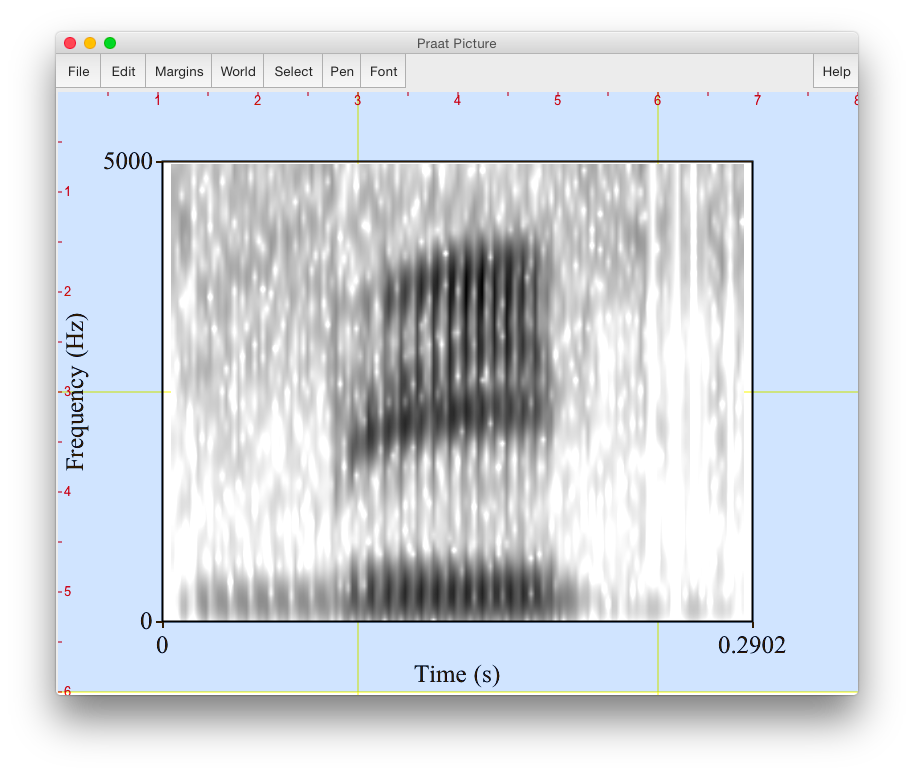 Praat Picture
File Edit Margins World Select Pen Font Help
1 2 3 4 5 6 7 8
5000
1
2
3
4
5
6
Frequency (Hz)
0
0 0.2902
Time (s)